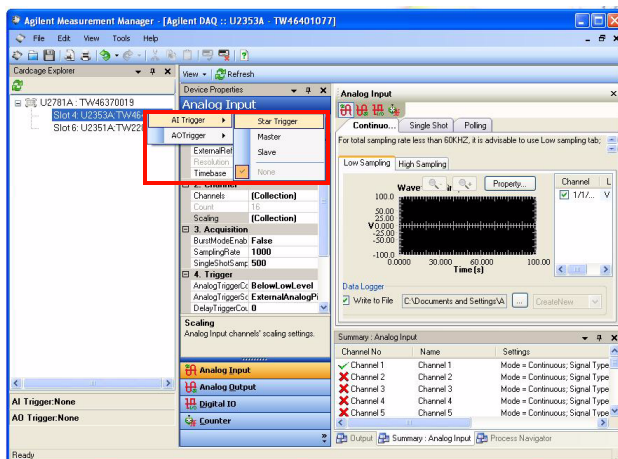 Agilent Measurement Manager - [Agilent DAQ :: U2353A - TW46401077]
File Edit View Tools Help
Cardcage Explorer
U2781A : TW46370019
Slot 4: U2353A:TW464
Slot 6: U2351A:TW220
AI Trigger:None
AO Trigger:None
View Refresh
Device Properties
Analog Input
AI Trigger
AOTrigger
Star Trigger
Master
Slave
None
ExternalRef
Resolution
Timebase
2. Channel
Channels (Collection)
Count 16
Scaling (Collection)
3. Acquisition
BurstModeEnab False
SamplingRate 1000
SingleShotSamp 500
4. Trigger
AnalogTriggerCo BelowLowLevel
AnalogTriggerSo ExternalAnalogPi
DelayTriggerCou 0
Scaling
Analog Input channels' scaling settings.
Analog Input
Analog Output
Digital IO
Counter
Analog Input
Continuo... Single Shot Polling
For total sampling rate less than 60KHZ, it is advisable to use Low sampling tab;
Low Sampling High Sampling
Property...
100.0
50.00
25.00
V 0.000
-25.00
-50.00
-100.0
0.0000 30.000 60.000 100.00
Time (s)
Channel L
1/1/... V
Data Logger
Write to File C:\Documents and Settings\A ... CreateNew
Summary : Analog Input
Channel No Name Settings
Channel 1 Channel 1 Mode = Continuous; Signal Type
Channel 2 Channel 2 Mode = Continuous; Signal Type
Channel 3 Channel 3 Mode = Continuous; Signal Type
Channel 4 Channel 4 Mode = Continuous; Signal Type
Channel 5 Channel 5 Mode = Continuous; Signal Type
Output Summary : Analog Input Process Navigator
Ready